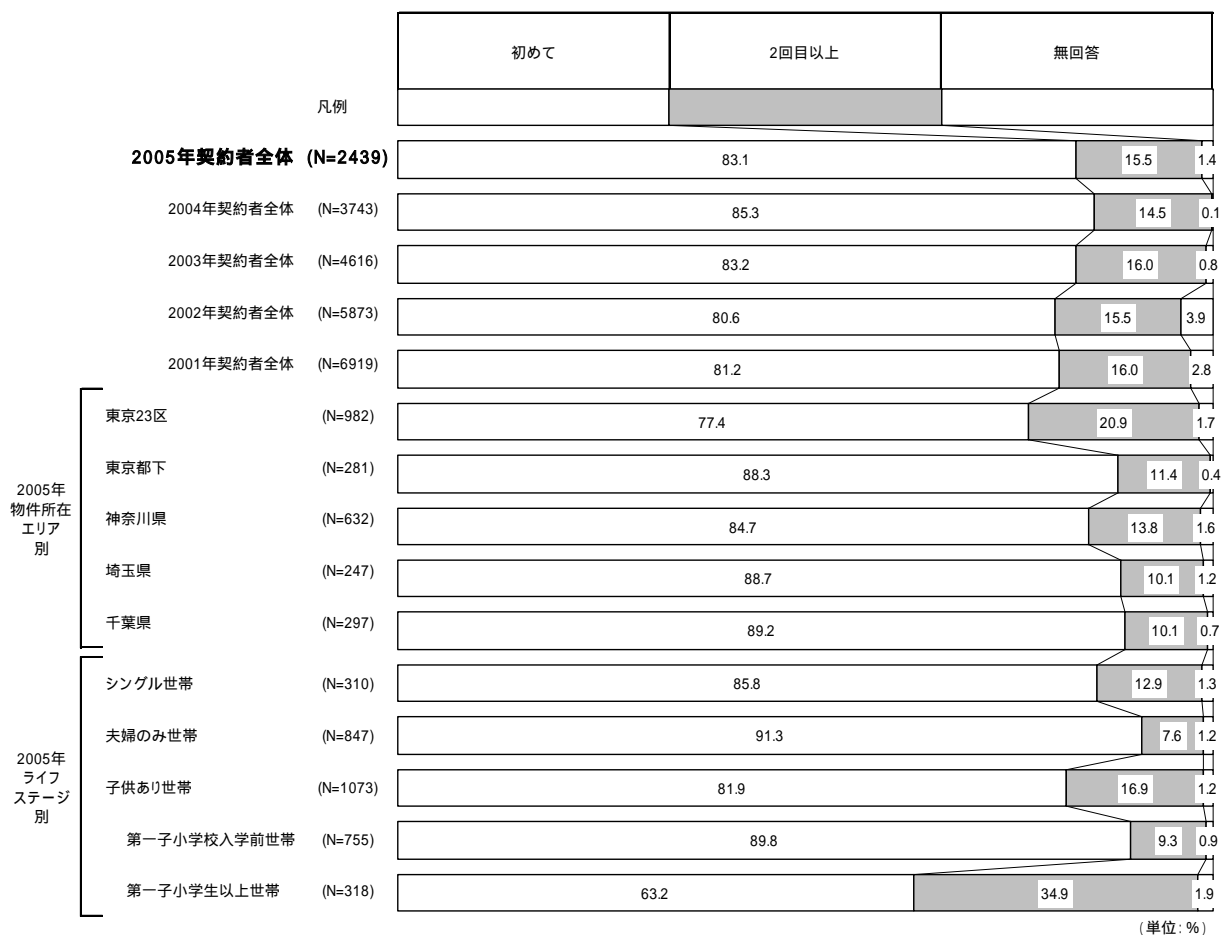 初めて 2回目以上 無回答
凡例
2005年契約者全体 (N=2439) 83.1 15.5 1.4
2004年契約者全体 (N=3743) 85.3 14.5 0.1
2003年契約者全体 (N=4616) 83.2 16.0 0.8
2002年契約者全体 (N=5873) 80.6 15.5 3.9
2001年契約者全体 (N=6919) 81.2 16.0 2.8
2005年
物件所在
エリア
別
東京23区 (N=982) 77.4 20.9 1.7
東京都下 (N=281) 88.3 11.4 0.4
神奈川県 (N=632) 84.7 13.8 1.6
埼玉県 (N=247) 88.7 10.1 1.2
千葉県 (N=297) 89.2 10.1 0.7
2005年
ライフ
ステージ
別
シングル世帯 (N=310) 85.8 12.9 1.3
夫婦のみ世帯 (N=847) 91.3 7.6 1.2
子供あり世帯 (N=1073) 81.9 16.9 1.2
第一子小学校入学前世帯 (N=755) 89.8 9.3 0.9
第一子小学生以上世帯 (N=318) 63.2 34.9 1.9
(単位:%)